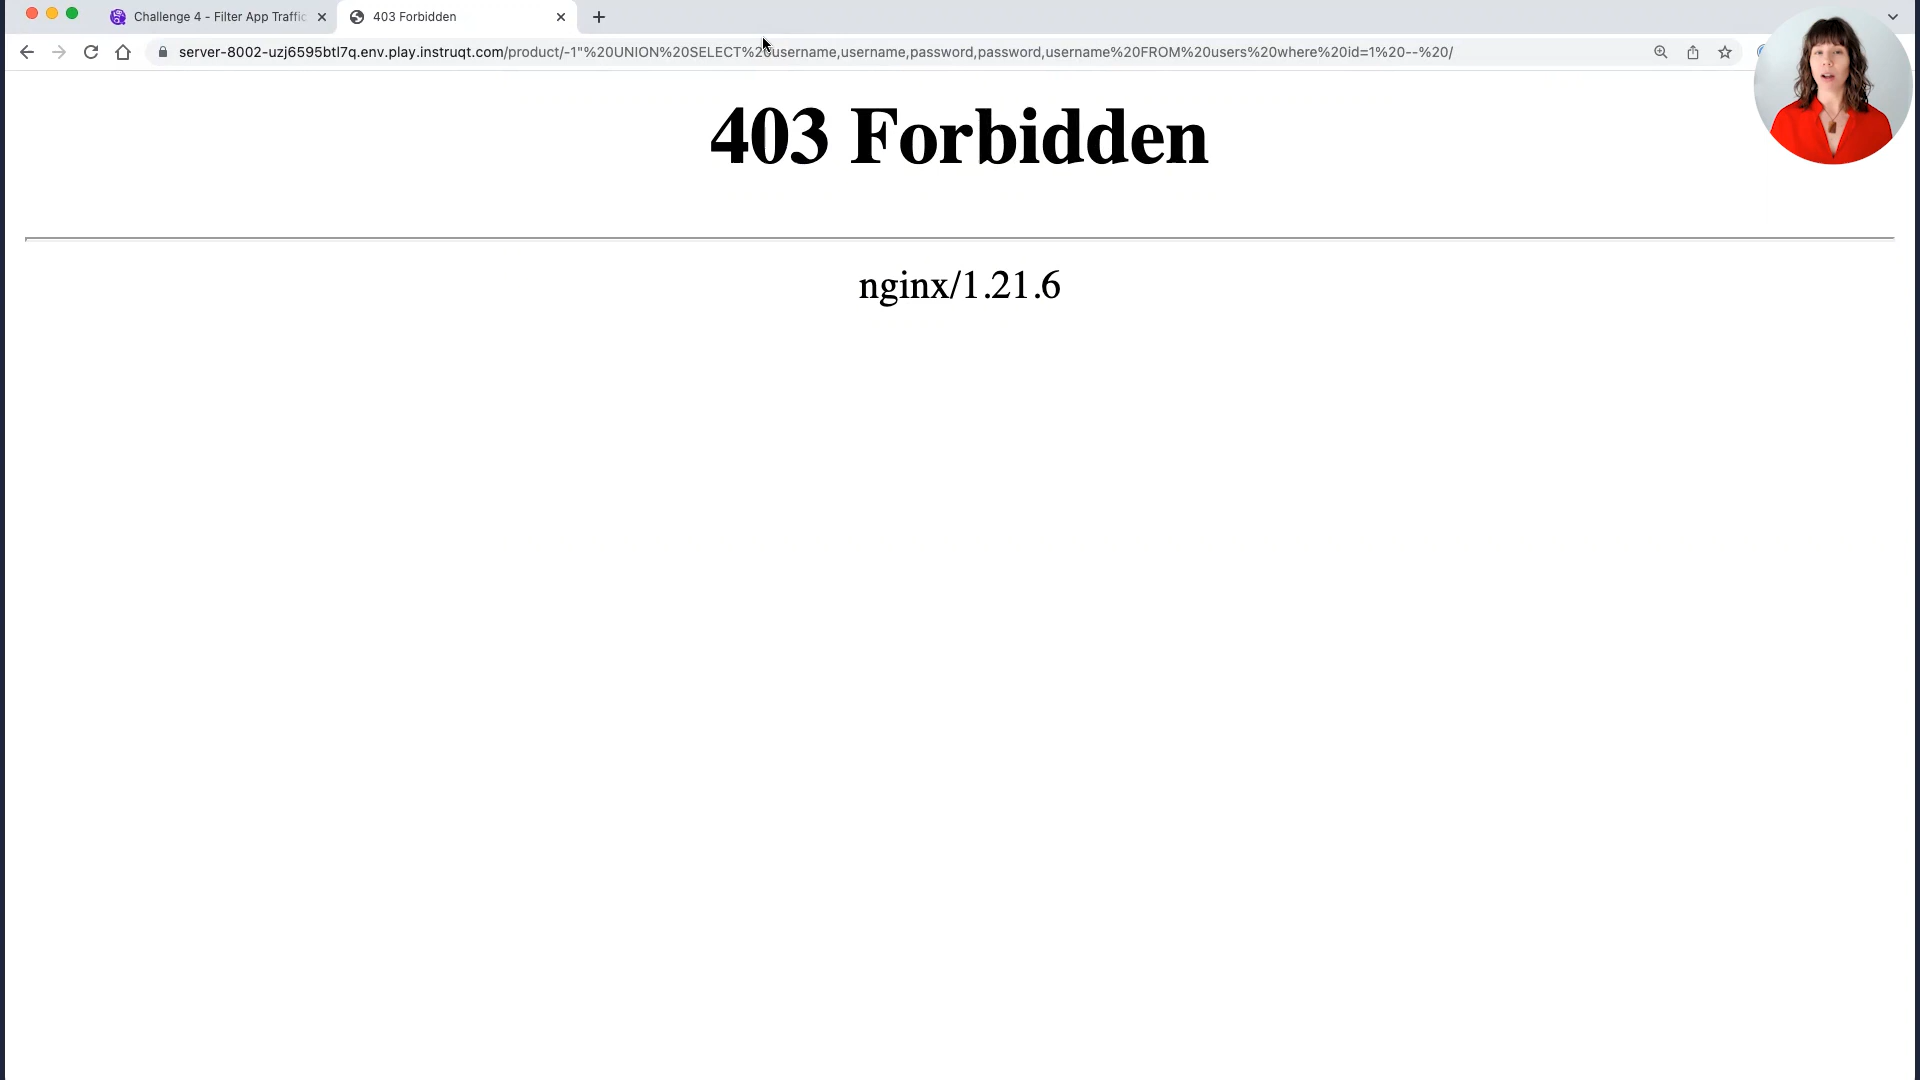 Challenge 4 - Filter App Traffic
403 Forbidden
server-8002-uzj6595btl7q.env.play.instruqt.com/product/-1"%20UNION%20SELECT%20username,username,password,password,username%20FROM%20users%20where%20id=1%20--%20/
403 Forbidden
nginx/1.21.6